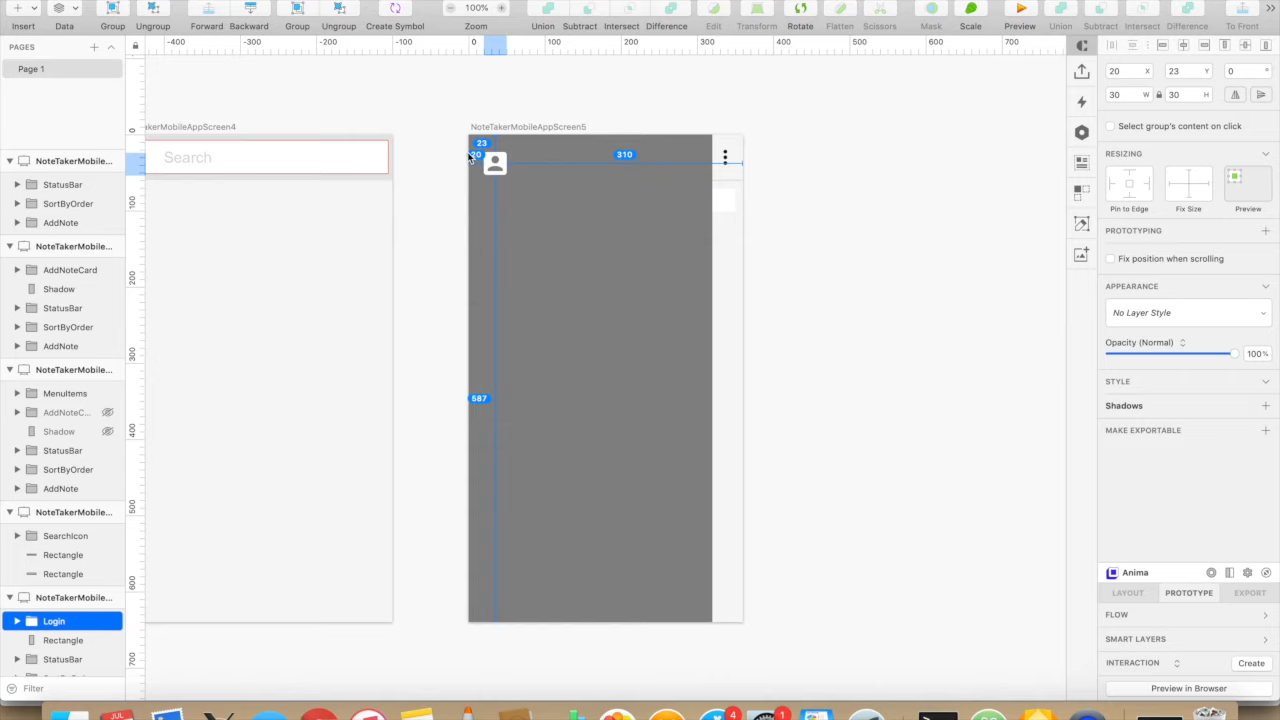 100%
Insert Data Group Ungroup Forward Backward Group Ungroup Create Symbol Zoom Union Subtract Intersect Difference Edit Transform Rotate Flatten Scissors Mask Scale Preview Union Subtract Intersect Difference To Front
PAGES
Page 1
NoteTakerMobile...
StatusBar
SortByOrder
AddNote
NoteTakerMobile...
AddNoteCard
Shadow
StatusBar
SortByOrder
AddNote
NoteTakerMobile...
MenuItems
AddNoteC...
Shadow
StatusBar
SortByOrder
AddNote
NoteTakerMobile...
SearchIcon
Rectangle
Rectangle
NoteTakerMobile...
Login
Rectangle
StatusBar
Filter
-400 -300 -200 -100 0 100 200 300 400 500 600 700
0
100
200
300
400
500
600
700
akerMobileAppScreen4
Search
NoteTakerMobileAppScreen5
23
20
310
587
20 X 23 Y 0 °
30 W 30 H
Select group's content on click
RESIZING
Pin to Edge Fix Size Preview
PROTOTYPING
Fix position when scrolling
APPEARANCE
No Layer Style
Opacity (Normal)
100%
STYLE
Shadows
MAKE EXPORTABLE
Anima
LAYOUT PROTOTYPE EXPORT
FLOW
SMART LAYERS
INTERACTION Create
Preview in Browser
JUL
4
1